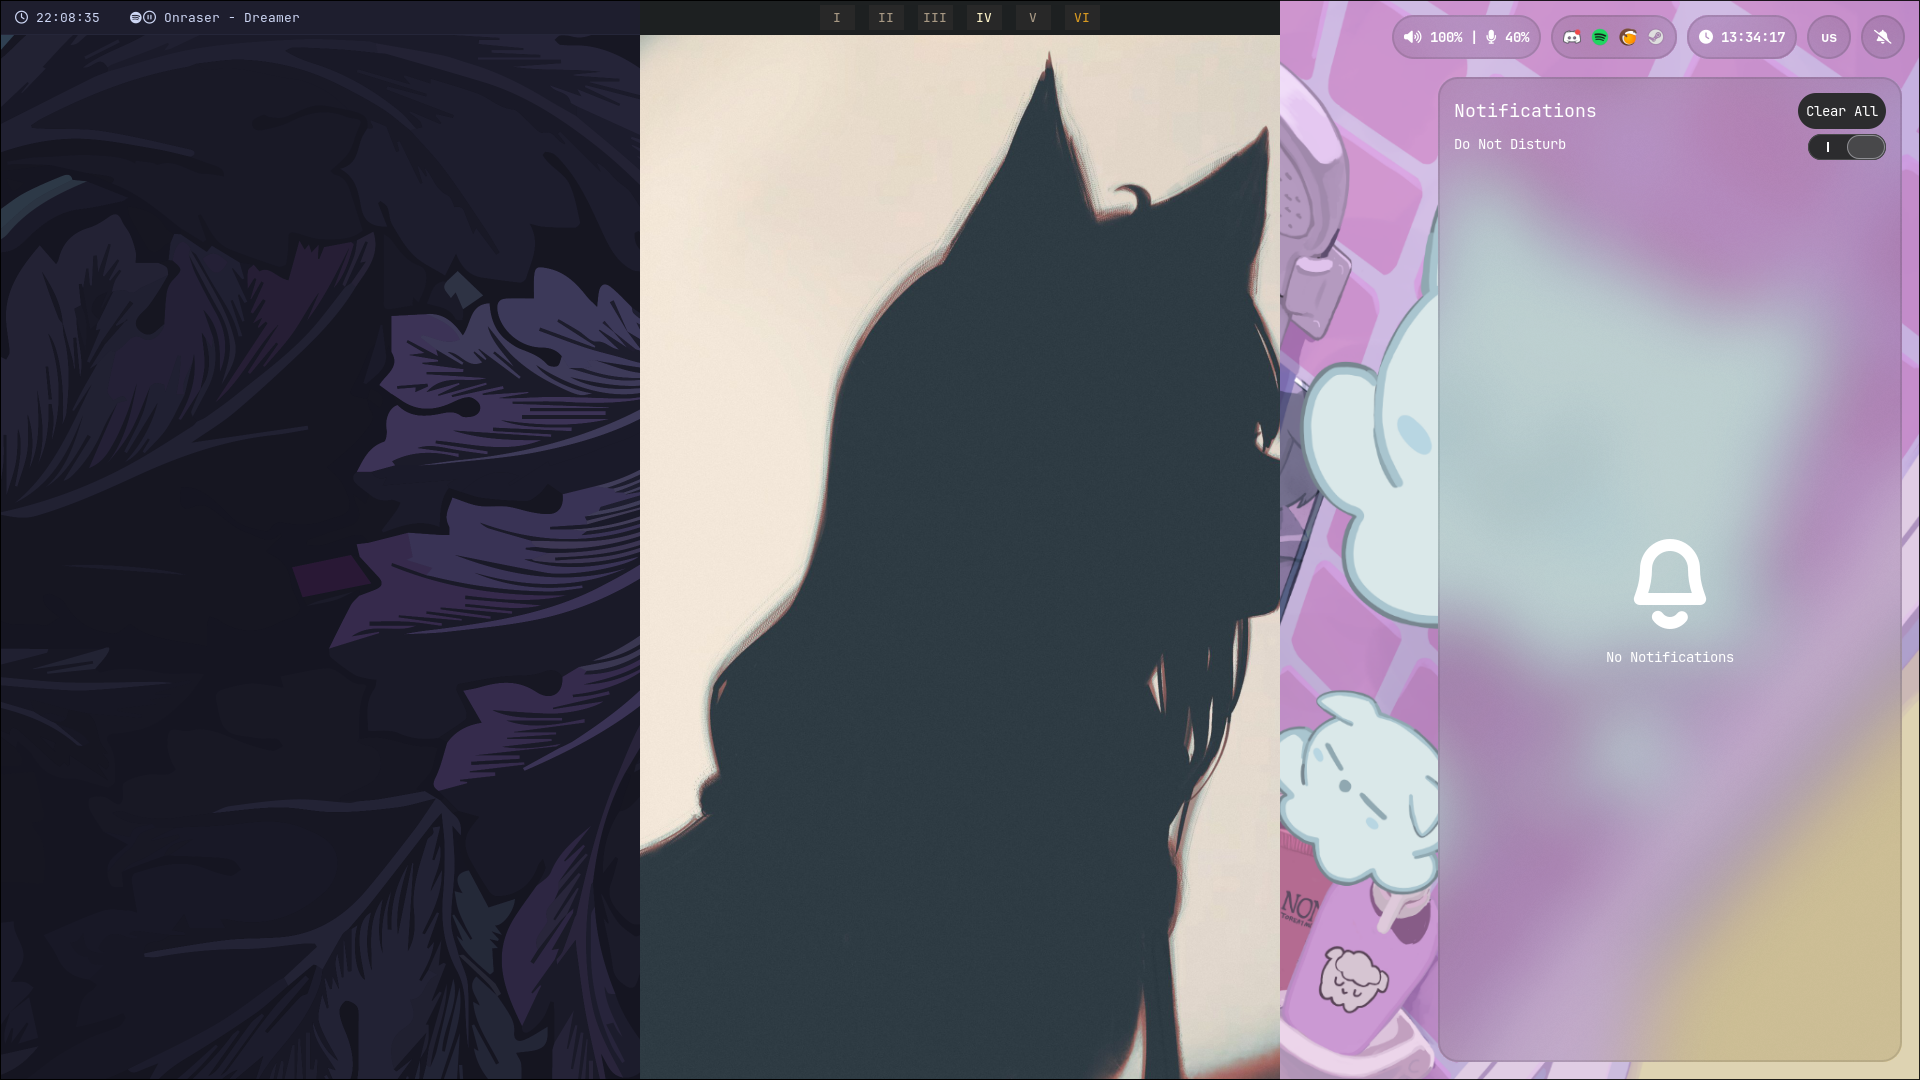 22:08:35 Onraser - Dreamer
I II III IV V VI
100% | 40% 13:34:17 us
Notifications
Clear All
Do Not Disturb
No Notifications